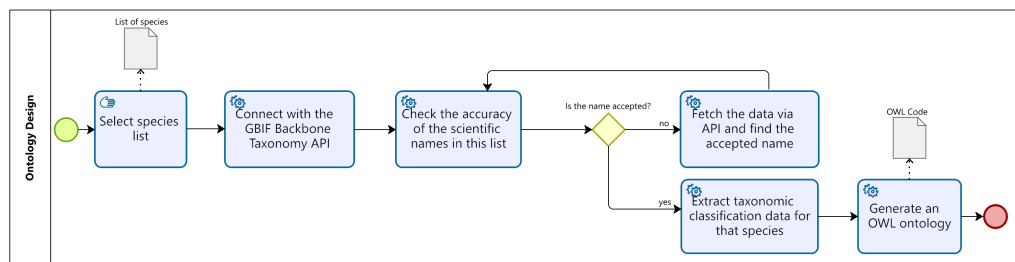 Ontology Design
List of species
Select species
list
Connect with the
GBIF Backbone
Taxonomy API
Check the accuracy
of the scientific
names in this list
Is the name accepted?
no
Fetch the data via
API and find the
accepted name
yes
Extract taxonomic
classification data for
that species
OWL Code
Generate an
OWL ontology